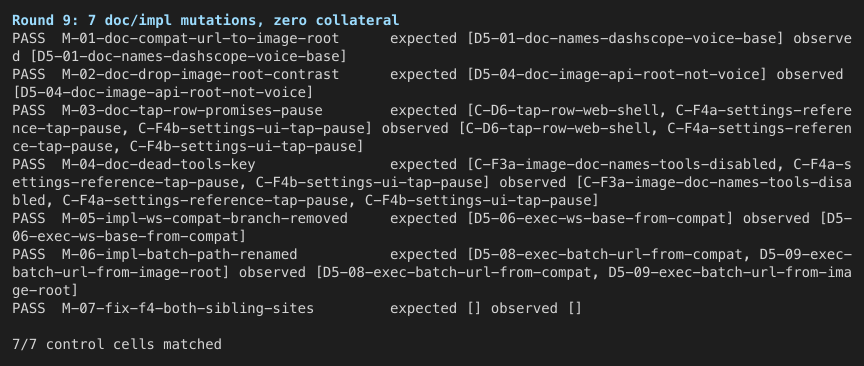 Round 9: 7 doc/impl mutations, zero collateral
PASS  M-01-doc-compat-url-to-image-root      expected [D5-01-doc-names-dashscope-voice-base] observe
d [D5-01-doc-names-dashscope-voice-base]
PASS  M-02-doc-drop-image-root-contrast      expected [D5-04-doc-image-api-root-not-voice] observed
[D5-04-doc-image-api-root-not-voice]
PASS  M-03-doc-tap-row-promises-pause        expected [C-D6-tap-row-web-shell, C-F4a-settings-refere
nce-tap-pause, C-F4b-settings-ui-tap-pause] observed [C-D6-tap-row-web-shell, C-F4a-settings-referen
ce-tap-pause, C-F4b-settings-ui-tap-pause]
PASS  M-04-doc-dead-tools-key                expected [C-F3a-image-doc-names-tools-disabled, C-F4a-s
ettings-reference-tap-pause, C-F4b-settings-ui-tap-pause] observed [C-F3a-image-doc-names-tools-disa
bled, C-F4a-settings-reference-tap-pause, C-F4b-settings-ui-tap-pause]
PASS  M-05-impl-ws-compat-branch-removed     expected [D5-06-exec-ws-base-from-compat] observed [D5-
06-exec-ws-base-from-compat]
PASS  M-06-impl-batch-path-renamed           expected [D5-08-exec-batch-url-from-compat, D5-09-exec-
batch-url-from-image-root] observed [D5-08-exec-batch-url-from-compat, D5-09-exec-batch-url-from-ima
ge-root]
PASS  M-07-fix-f4-both-sibling-sites         expected [] observed []
7/7 control cells matched